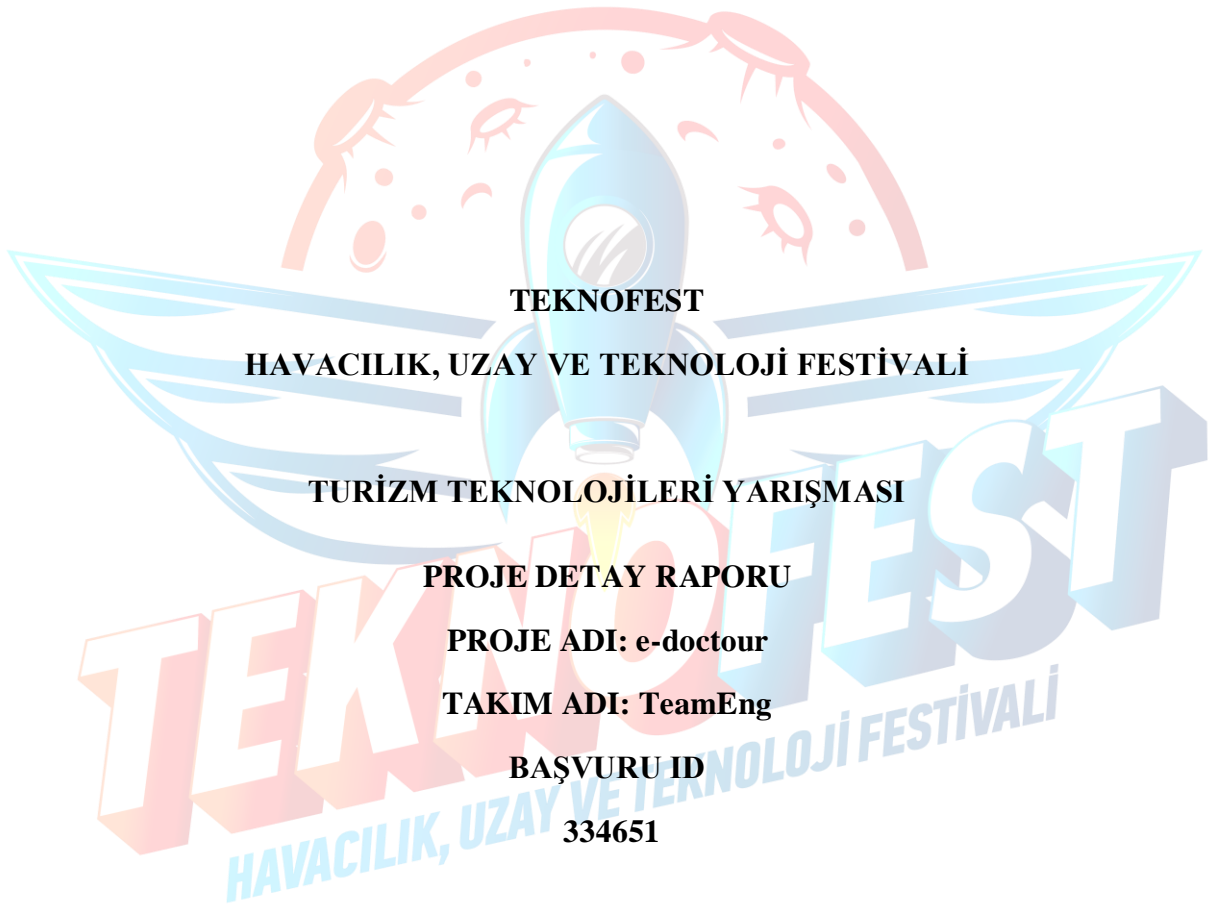 TEKNOFEST
HAVACILIK, UZAY VE TEKNOLOJİ FESTİVALİ
TURİZM TEKNOLOJİLERİ YARIŞMASI
PROJE DETAY RAPORU
PROJE ADI: e-doctour
TAKIM ADI: TeamEng
BAŞVURU ID
334651
TEKNOFEST
HAVACILIK, UZAY VE TEKNOLOJİ FESTİVALİ